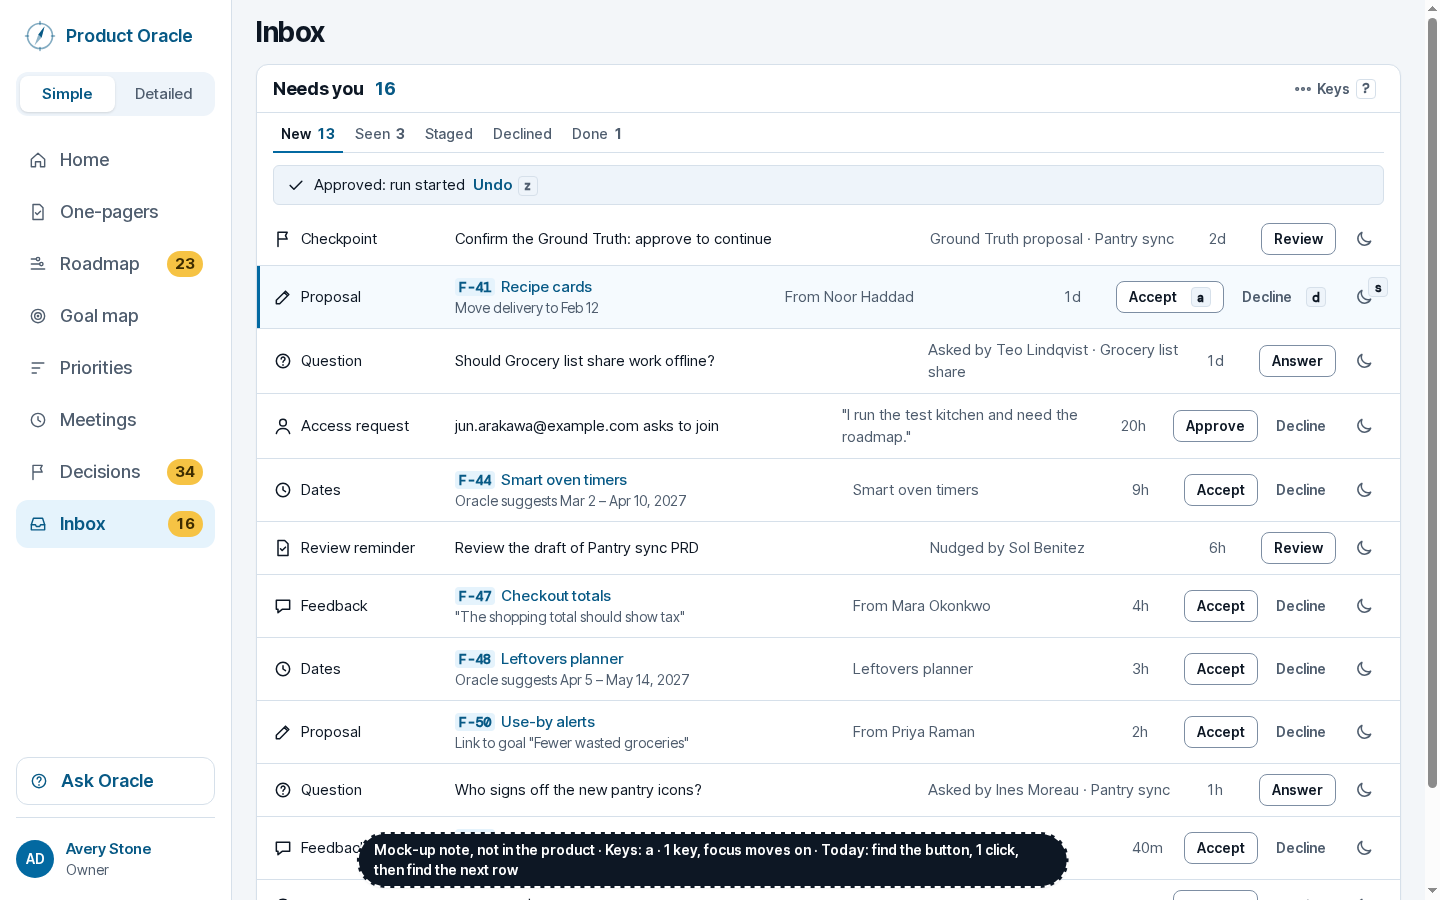 Product Oracle
Simple Detailed
Home
One-pagers
Roadmap 23
Goal map
Priorities
Meetings
Decisions 34
Inbox 16
Ask Oracle
AD Avery Stone
Owner
Inbox
Needs you 16 Keys ?
New 13 Seen 3 Staged Declined Done 1
Approved: run started Undo z
Checkpoint Confirm the Ground Truth: approve to continue Ground Truth proposal · Pantry sync 2d Review
Proposal F-41 Recipe cards From Noor Haddad 1d Accept a Decline d s
Move delivery to Feb 12
Question Should Grocery list share work offline? Asked by Teo Lindqvist · Grocery list 1d Answer
share
Access request jun.arakawa@example.com asks to join "I run the test kitchen and need the 20h Approve Decline
roadmap."
Dates F-44 Smart oven timers Smart oven timers 9h Accept Decline
Oracle suggests Mar 2 – Apr 10, 2027
Review reminder Review the draft of Pantry sync PRD Nudged by Sol Benitez 6h Review
Feedback F-47 Checkout totals From Mara Okonkwo 4h Accept Decline
"The shopping total should show tax"
Dates F-48 Leftovers planner Leftovers planner 3h Accept Decline
Oracle suggests Apr 5 – May 14, 2027
Proposal F-50 Use-by alerts From Priya Raman 2h Accept Decline
Link to goal "Fewer wasted groceries"
Question Who signs off the new pantry icons? Asked by Ines Moreau · Pantry sync 1h Answer
Feedbac 40m Accept Decline
Mock-up note, not in the product · Keys: a · 1 key, focus moves on · Today: find the button, 1 click,
then find the next row